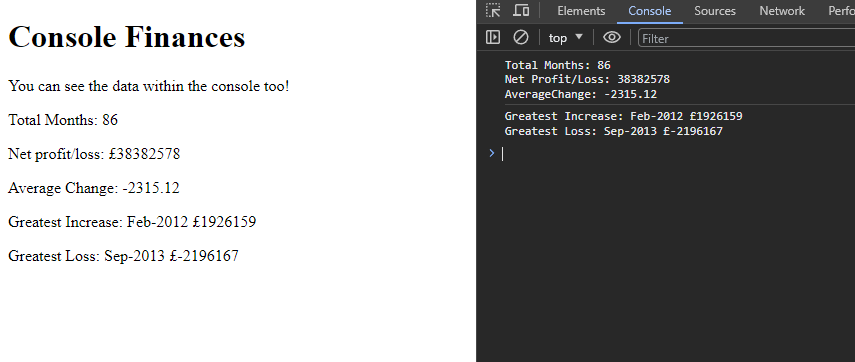 Console Finances
You can see the data within the console too!
Total Months: 86
Net profit/loss: £38382578
Average Change: -2315.12
Greatest Increase: Feb-2012 £1926159
Greatest Loss: Sep-2013 £-2196167
Elements Console Sources Network Perfo
top Filter
Total Months: 86
Net Profit/Loss: 38382578
AverageChange: -2315.12
Greatest Increase: Feb-2012 £1926159
Greatest Loss: Sep-2013 £-2196167